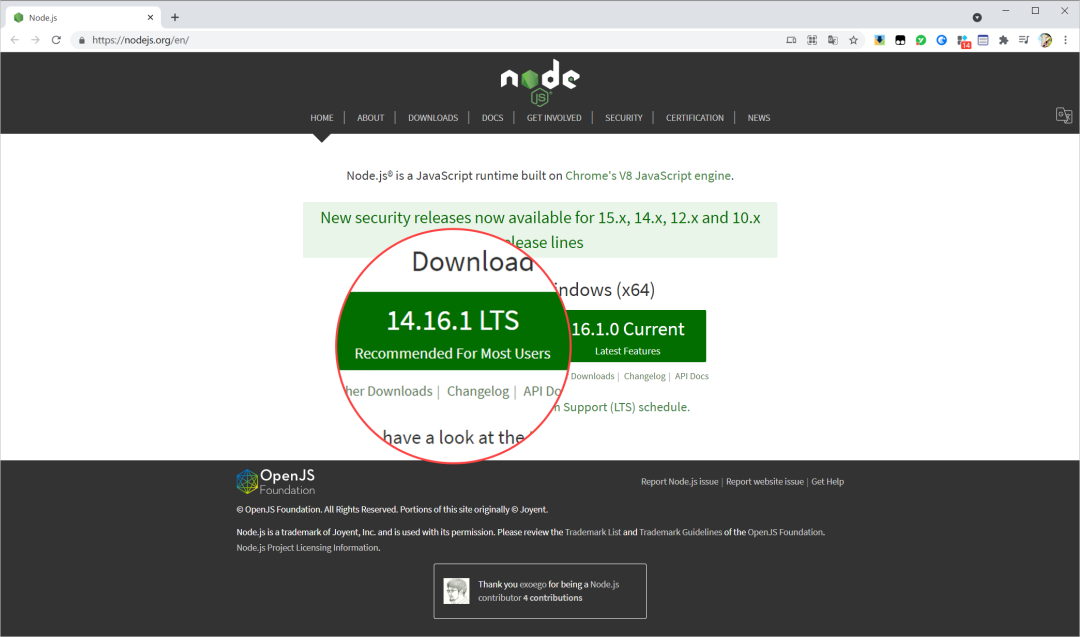 Node.js
https://nodejs.org/en/
14
node
JS
HOME | ABOUT | DOWNLOADS | DOCS | GET INVOLVED | SECURITY | CERTIFICATION | NEWS
Node.js® is a JavaScript runtime built on Chrome's V8 JavaScript engine.
New security releases now available for 15.x, 14.x, 12.x and 10.x
lease lines
Download
ndows (x64)
14.16.1 LTS
Recommended For Most Users
16.1.0 Current
Latest Features
her Downloads | Changelog | API Do
Downloads | Changelog | API Docs
have a look at the
n Support (LTS) schedule.
OpenJS
Foundation
Report Node.js issue | Report website issue | Get Help
© OpenJS Foundation. All Rights Reserved. Portions of this site originally © Joyent.
Node.js is a trademark of Joyent, Inc. and is used with its permission. Please review the Trademark List and Trademark Guidelines of the OpenJS Foundation.
Node.js Project Licensing Information.
Thank you exoego for being a Node.js
contributor 4 contributions